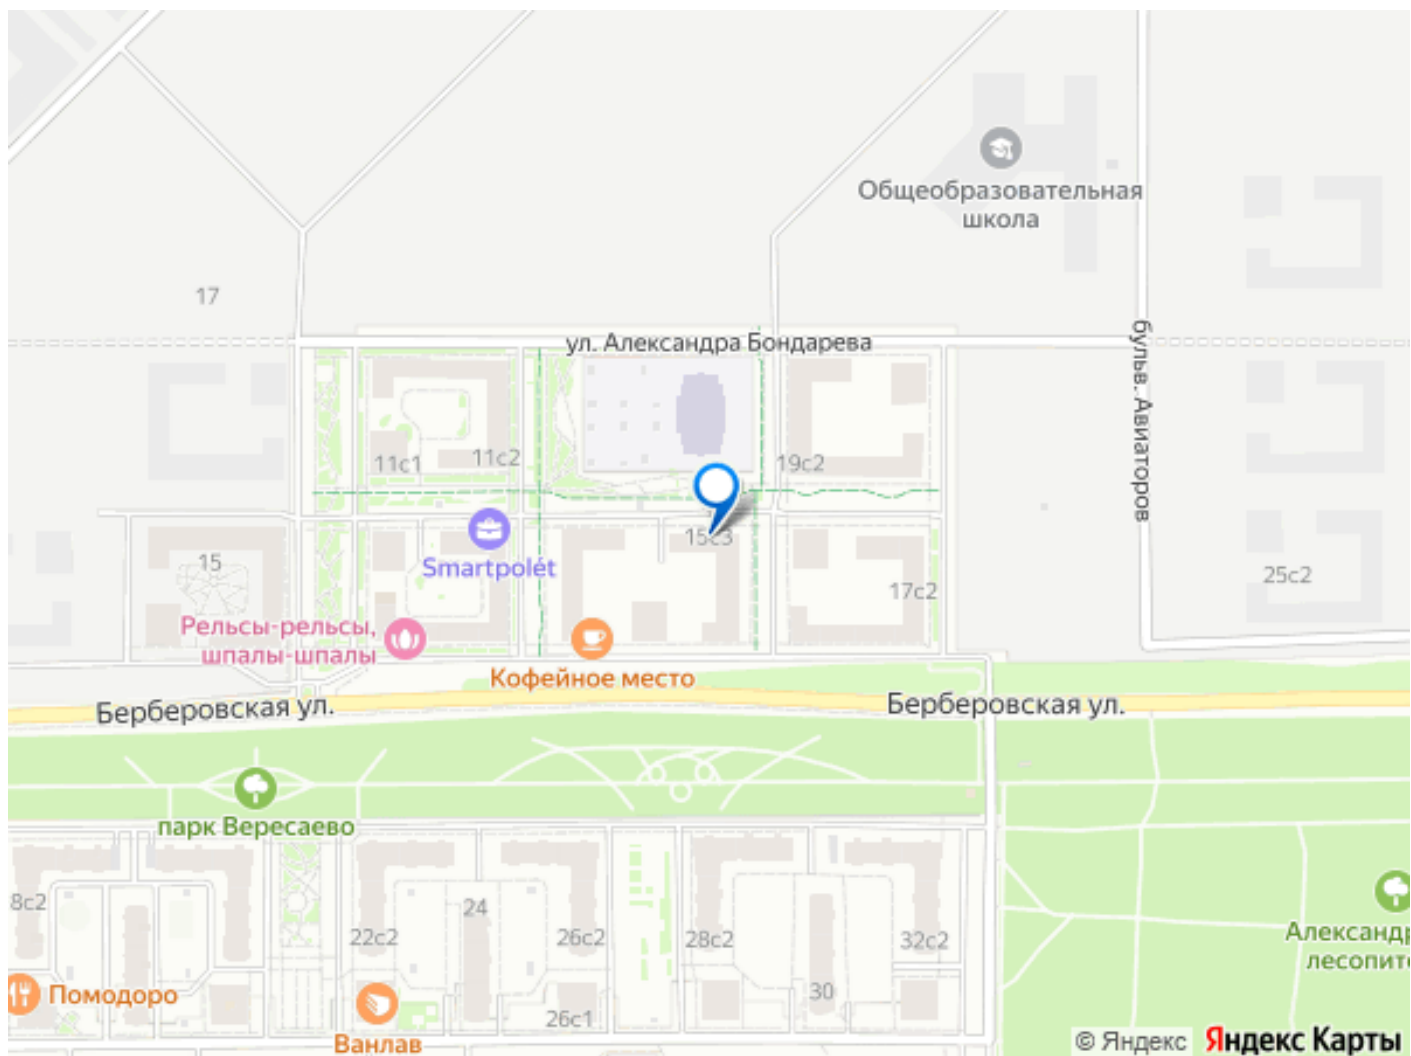 Общеобразовательная
школа
17
ул. Александра Бондарева
бульв. Авиаторов
11с1
11с2
19с2
15с3
Smartpolét
15
25с2
17с2
Рельсы-рельсы,
шпалы-шпалы
Кофейное место
Берберовская ул.
Берберовская ул.
парк Вересаево
8с2
24
22с2
26с2
28с2
32с2
Александр
лесопит
Помодоро
30
26с1
Ванлав
© Яндекс Яндекс Карты